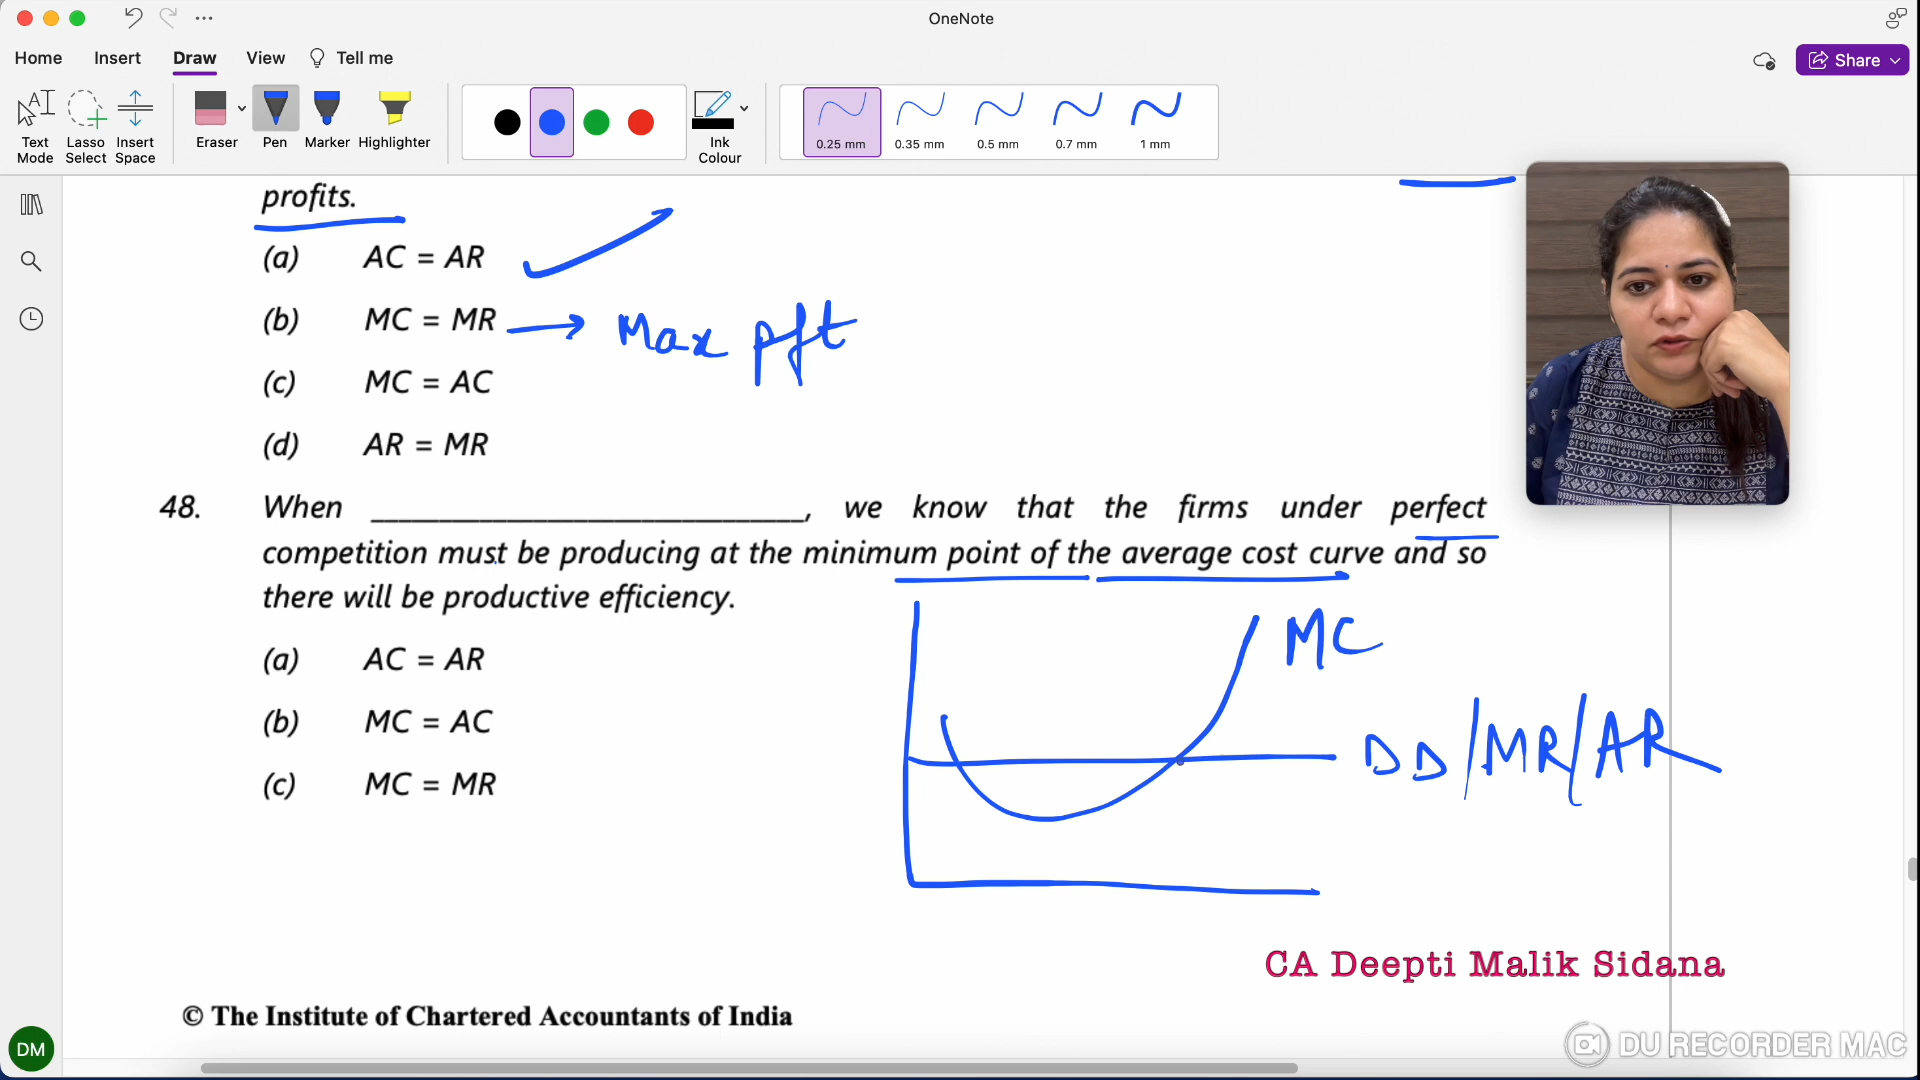 OneNote
Home Insert Draw View Tell me
Share
Text Mode
Lasso Select
Insert Space
Eraser
Pen
Marker
Highlighter
Ink Colour
0.25 mm
0.35 mm
0.5 mm
0.7 mm
1 mm
profits.
(a) AC = AR
(b) MC = MR → Max pft
(c) MC = AC
(d) AR = MR
48. When ______________________________, we know that the firms under perfect
competition must be producing at the minimum point of the average cost curve and so
there will be productive efficiency.
(a) AC = AR
(b) MC = AC
(c) MC = MR
MC
DD/MR/AR
CA Deepti Malik Sidana
© The Institute of Chartered Accountants of India
DM
DU RECORDER MAC